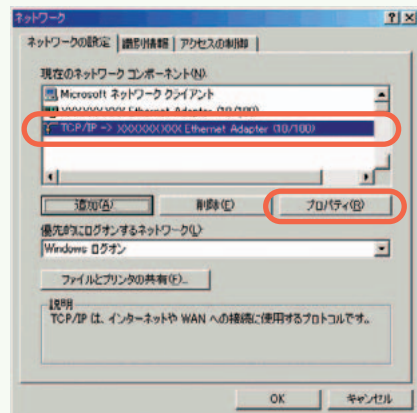 ネットワーク
ネットワークの設定 識別情報 アクセスの制御
現在のネットワーク コンポーネント(N)
Microsoft ネットワーク クライアント
XXXXXXXXX Ethernet Adapter (10/100)
TCP/IP -> XXXXXXXXX Ethernet Adapter (10/100)
追加(A) 削除(E) プロパティ(R)
優先的にログオンするネットワーク(L)
Windows ログオン
ファイルとプリンタの共有(F)...
説明
TCP/IP は、インターネットや WAN への接続に使用するプロトコルです。
OK キャンセル